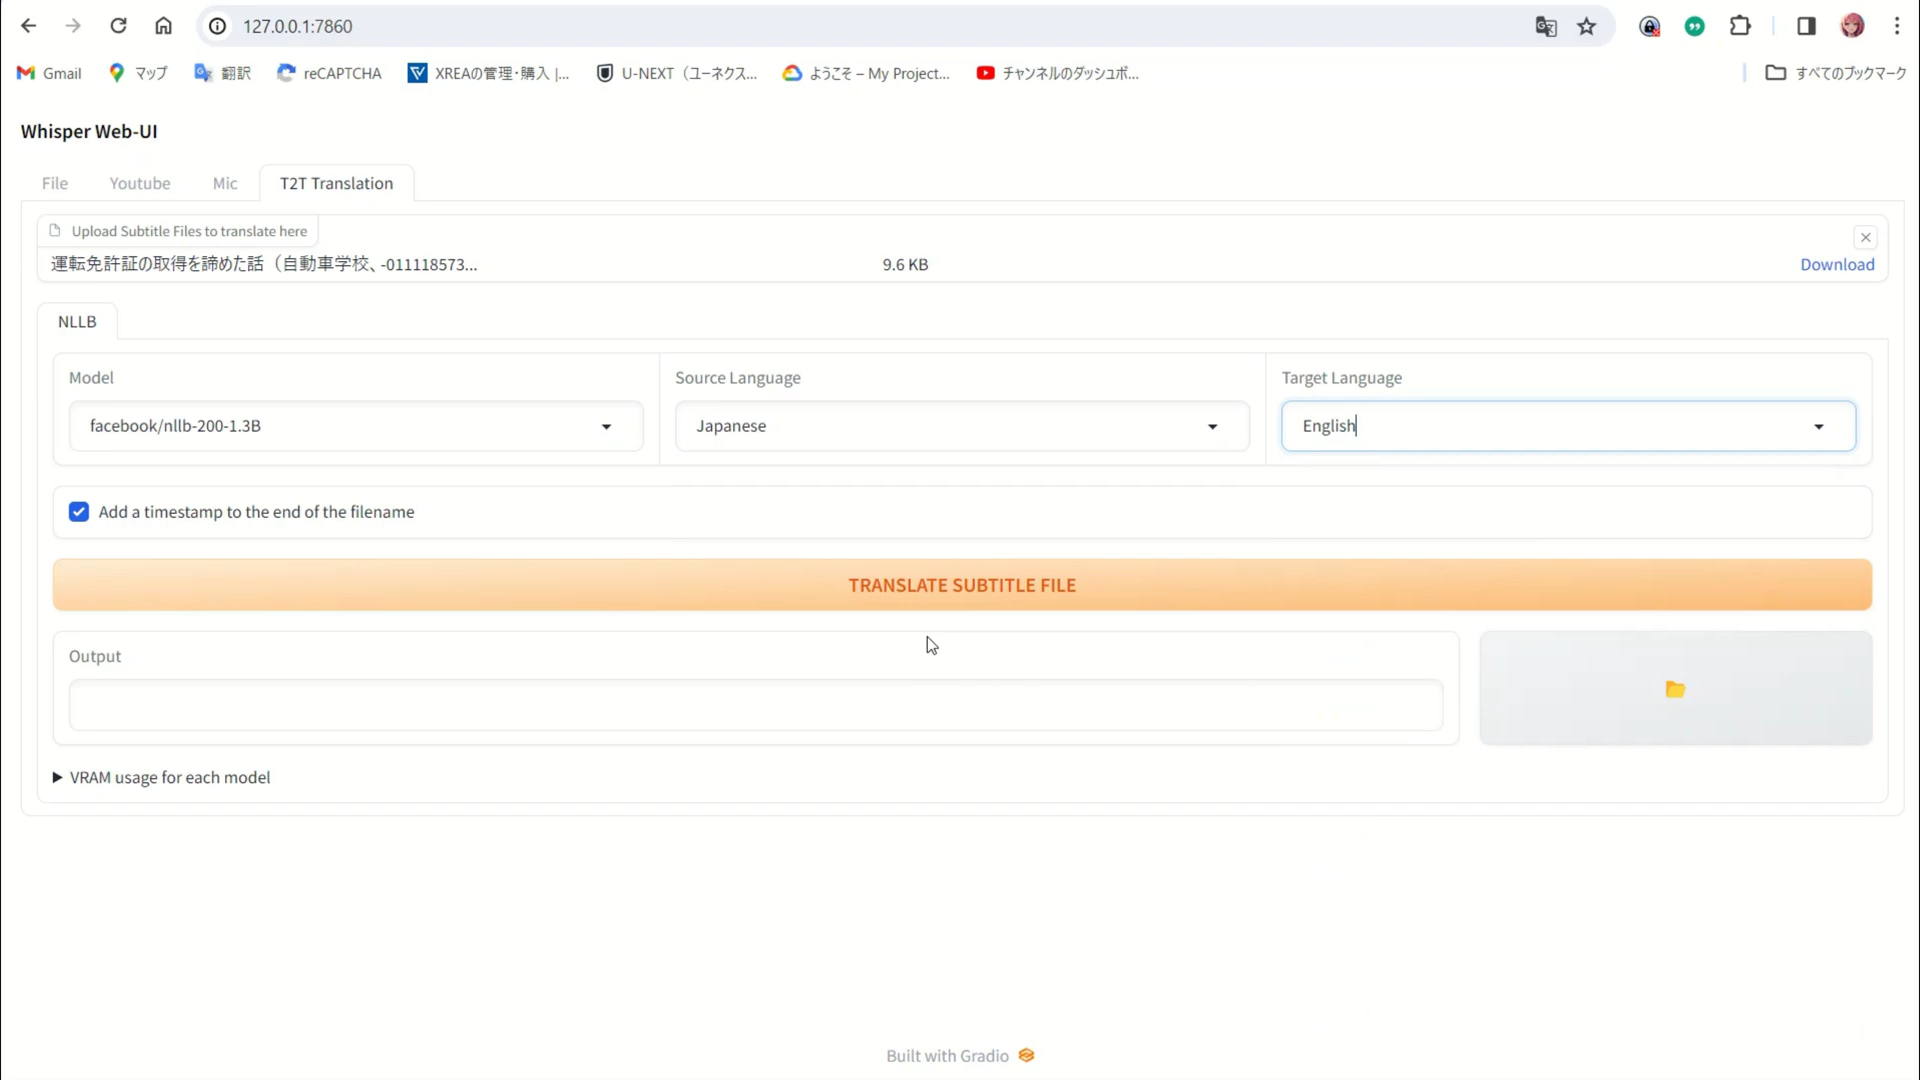 127.0.0.1:7860
Gmail マップ 翻訳 reCAPTCHA XREAの管理・購入 |... U-NEXT（ユーネクス... ようこそ – My Project... チャンネルのダッシュボ... すべてのブックマーク
Whisper Web-UI
File Youtube Mic T2T Translation
Upload Subtitle Files to translate here
運転免許証の取得を諦めた話（自動車学校、-011118573... 9.6 KB Download
NLLB
Model Source Language Target Language
facebook/nllb-200-1.3B Japanese English
Add a timestamp to the end of the filename
TRANSLATE SUBTITLE FILE
Output
VRAM usage for each model
Built with Gradio